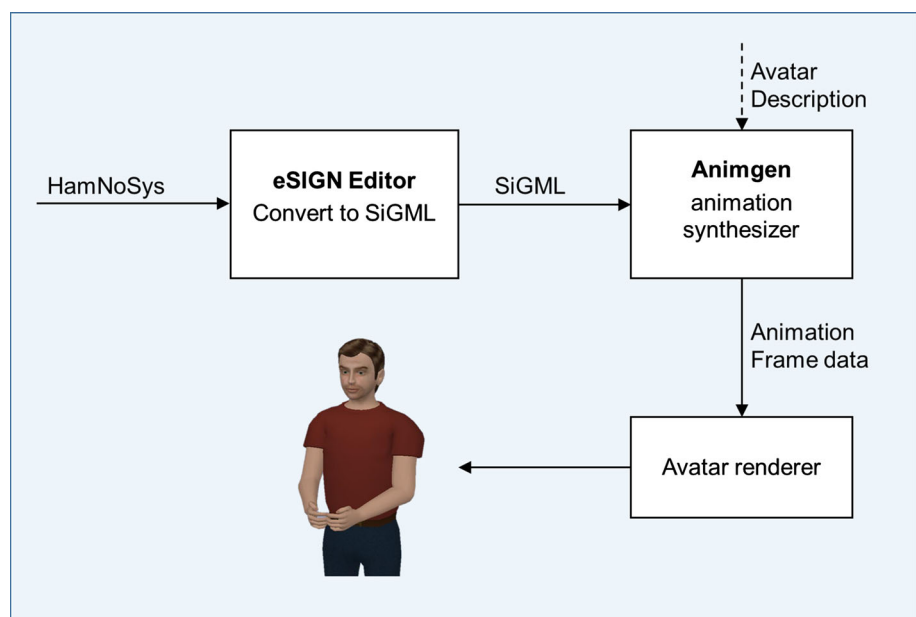 Avatar
Description
HamNoSys
eSIGN Editor
Convert to SiGML
SiGML
Animgen
animation
synthesizer
Animation
Frame data
Avatar renderer